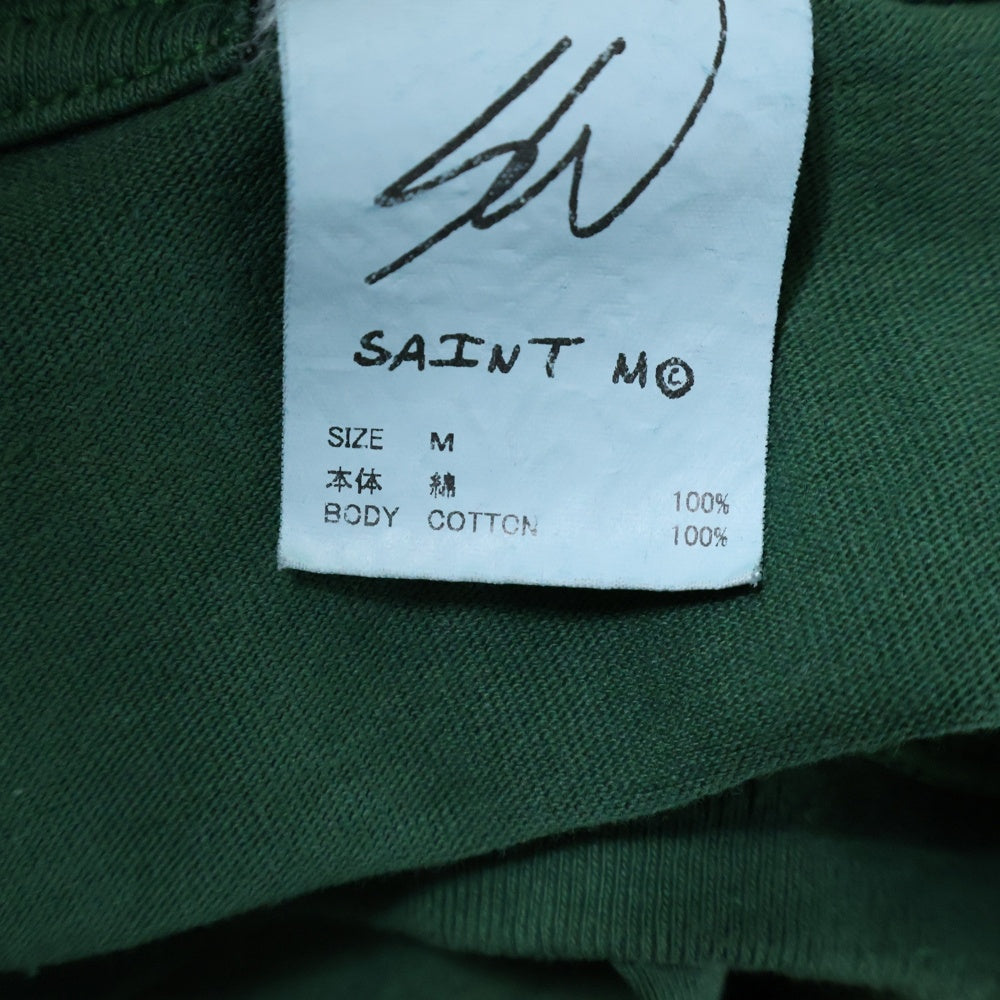 SAINT M©
SIZE M
本体 綿 100%
BODY COTTON 100%